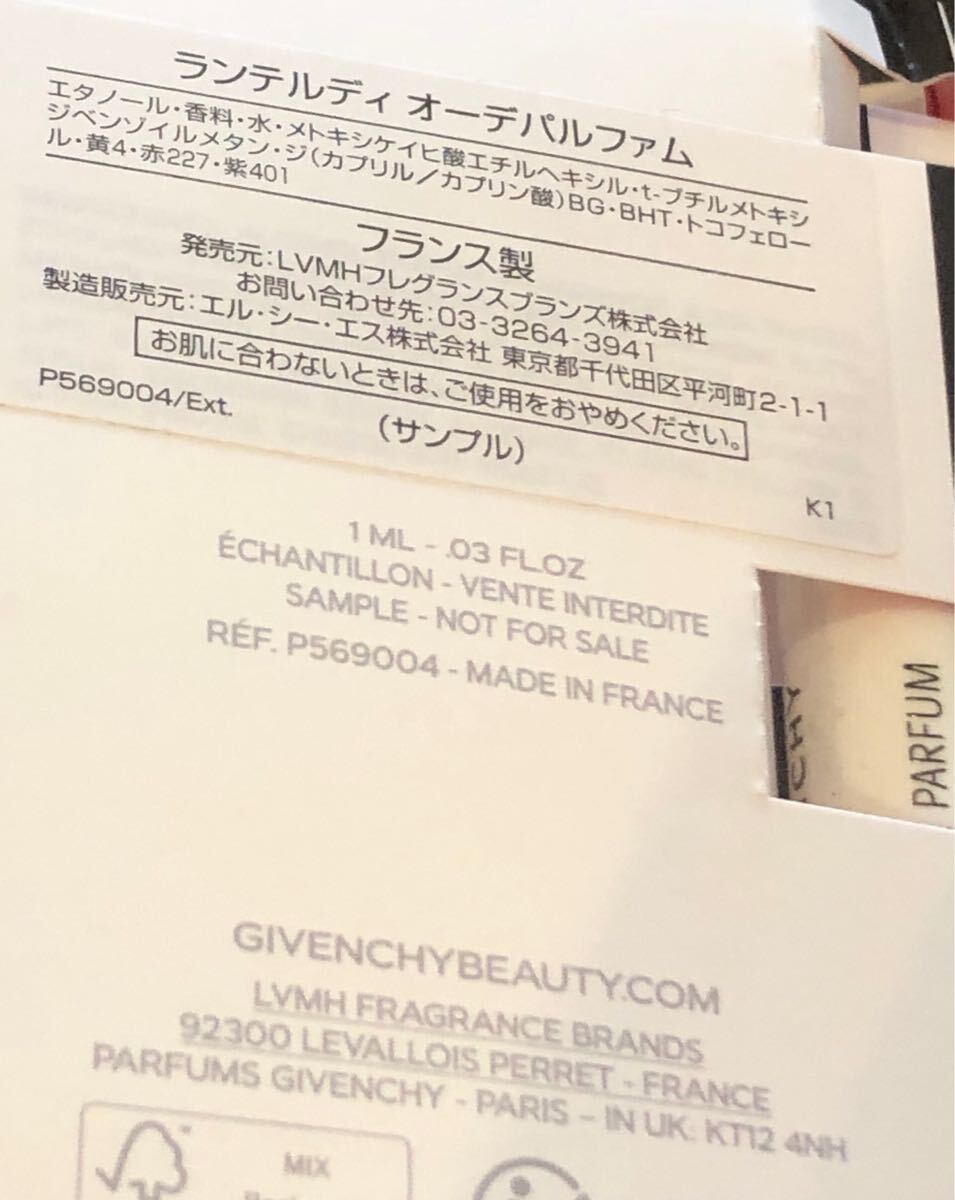 ランテルディ オーデパルファム
エタノール・香料・水・メトキシケイヒ酸エチルヘキシル・t-ブチルメトキシ
ジベンゾイルメタン・ジ(カプリル/カプリン酸)BG・BHT・トコフェロー
ル・黄4・赤227・紫401
フランス製
発売元:LVMHフレグランスブランズ株式会社
お問い合わせ先:03-3264-3941
製造販売元:エル・シー・エス株式会社 東京都千代田区平河町2-1-1
お肌に合わないときは、ご使用をおやめください。
P569004/Ext.
(サンプル)
K1
1 ML - .03 FL.OZ
ÉCHANTILLON - VENTE INTERDITE
SAMPLE - NOT FOR SALE
RÉF. P569004 - MADE IN FRANCE
PARFUM
GIVENCHYBEAUTY.COM
LVMH FRAGRANCE BRANDS
92300 LEVALLOIS PERRET - FRANCE
PARFUMS GIVENCHY - PARIS - IN UK: KT12 4NH
MIX